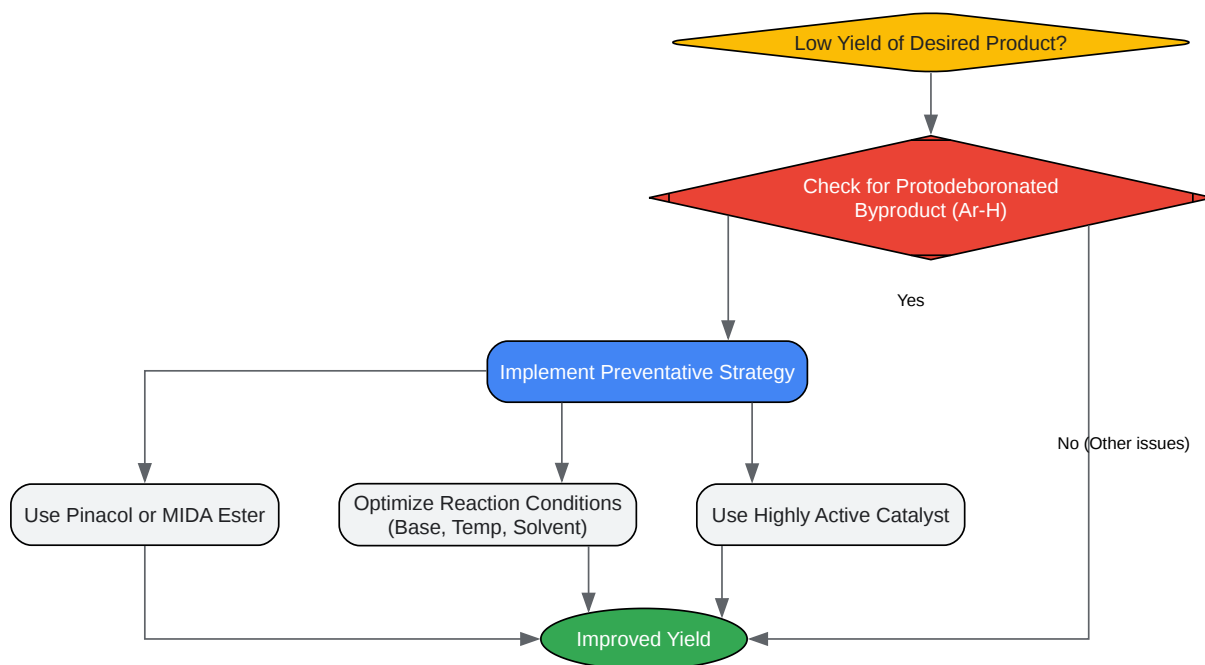 Low Yield of Desired Product?
Check for Protodeboronated
Byproduct (Ar-H)
Yes
Implement Preventative Strategy
No (Other issues)
Use Pinacol or MIDA Ester
Optimize Reaction Conditions
(Base, Temp, Solvent)
Use Highly Active Catalyst
Improved Yield